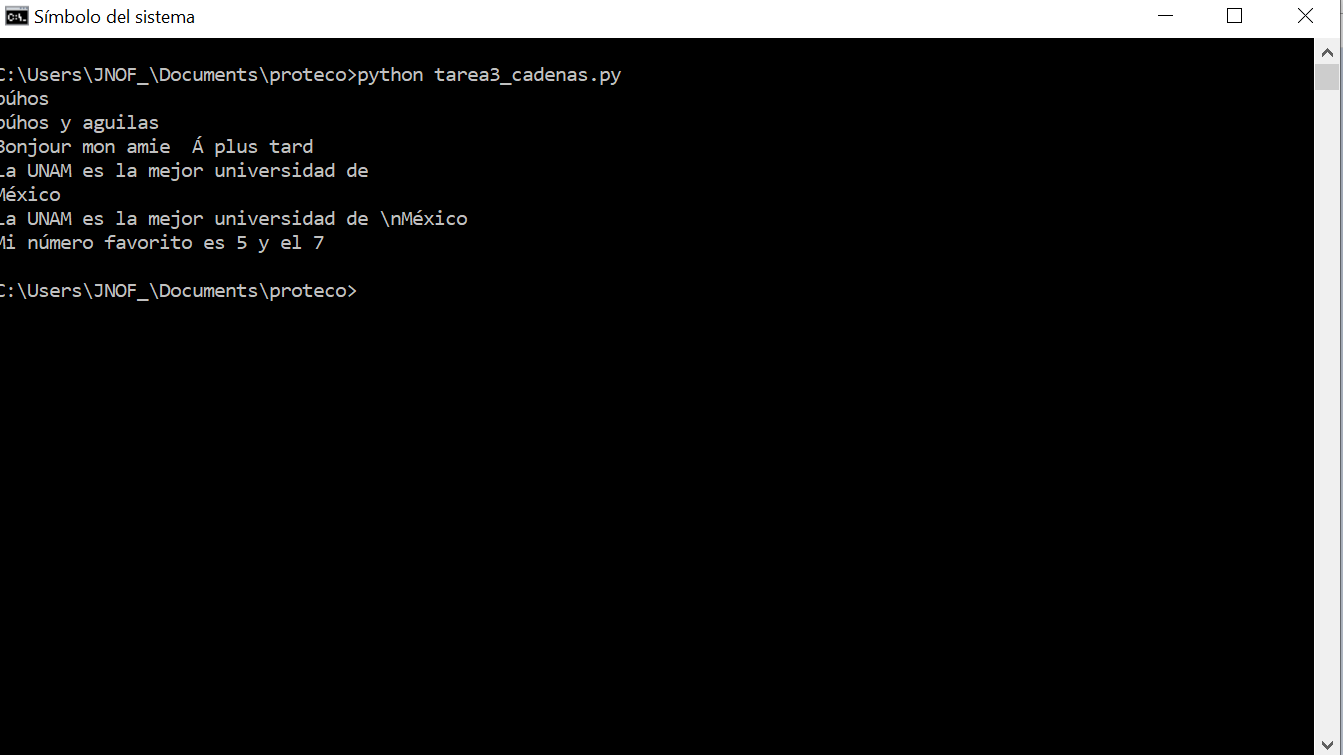 Símbolo del sistema
C:\Users\JNOF_\Documents\proteco>python tarea3_cadenas.py
púhos
púhos y aguilas
Bonjour mon amie  Á plus tard
La UNAM es la mejor universidad de
México
La UNAM es la mejor universidad de \nMéxico
Mi número favorito es 5 y el 7
C:\Users\JNOF_\Documents\proteco>